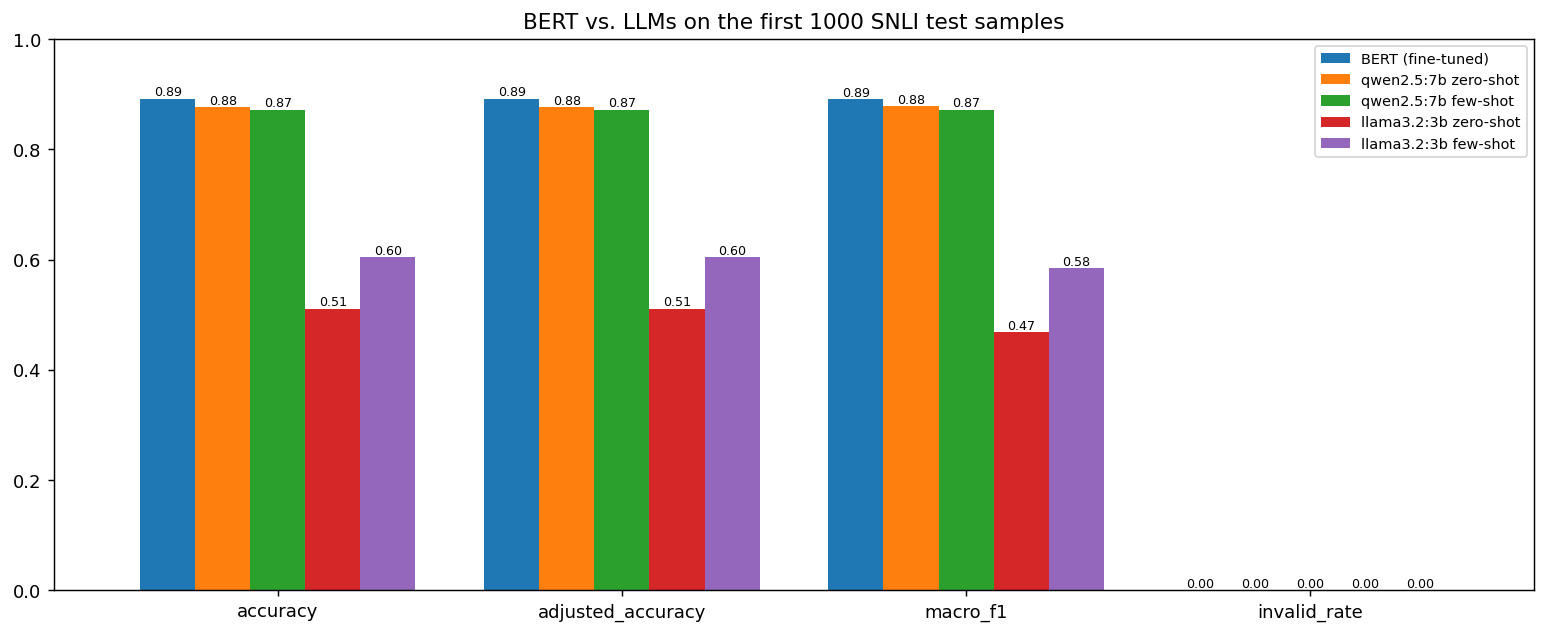 BERT vs. LLMs on the first 1000 SNLI test samples
1.0
0.8
0.6
0.4
0.2
0.0
0.89
0.88
0.87
0.51
0.60
0.89
0.88
0.87
0.51
0.60
0.89
0.88
0.87
0.47
0.58
0.00
0.00
0.00
0.00
0.00
BERT (fine-tuned)
qwen2.5:7b zero-shot
qwen2.5:7b few-shot
llama3.2:3b zero-shot
llama3.2:3b few-shot
accuracy
adjusted_accuracy
macro_f1
invalid_rate